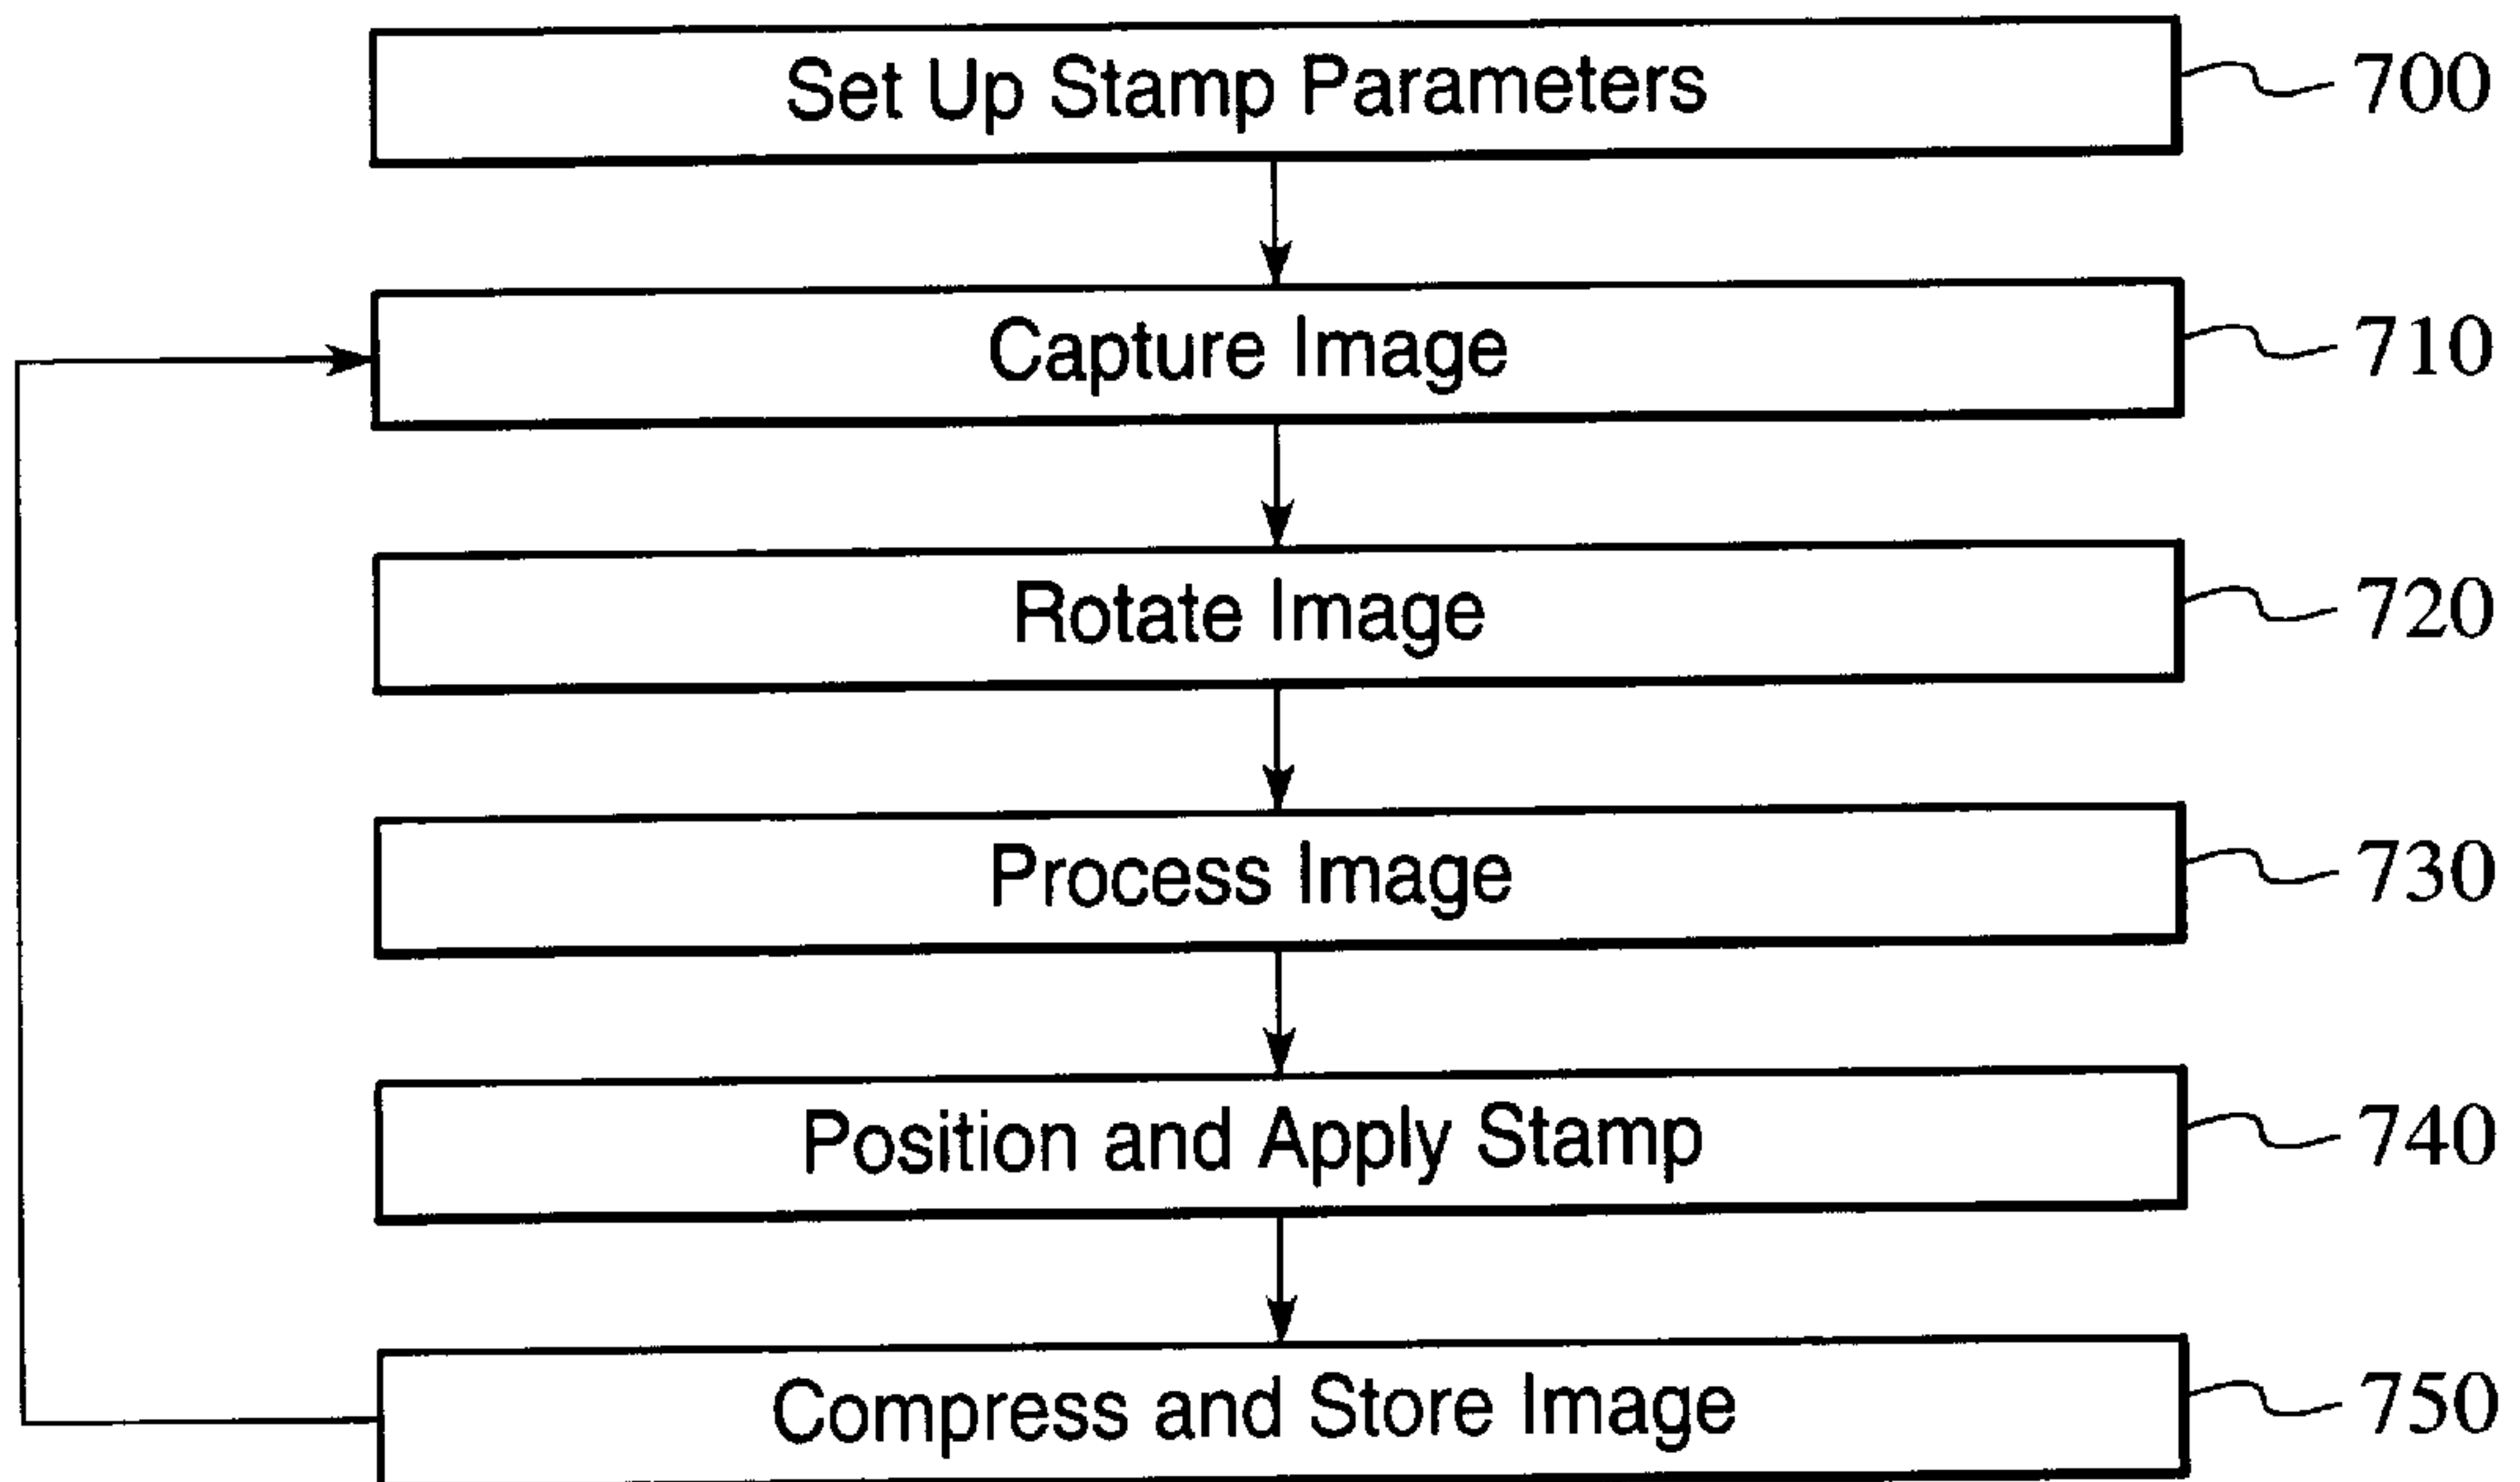 Set Up Stamp Parameters 700
Capture Image 710
Rotate Image 720
Process Image 730
Position and Apply Stamp 740
Compress and Store Image 750